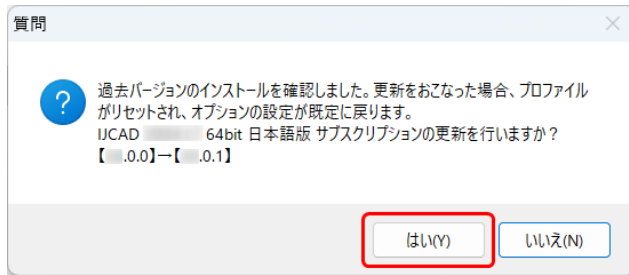 質問
過去バージョンのインストールを確認しました。更新をおこなった場合、プロファイル
がリセットされ、オプションの設定が既定に戻ります。
IJCAD 64bit 日本語版 サブスクリプションの更新を行いますか？
【 .0.0】→【 .0.1】
はい(Y)
いいえ(N)